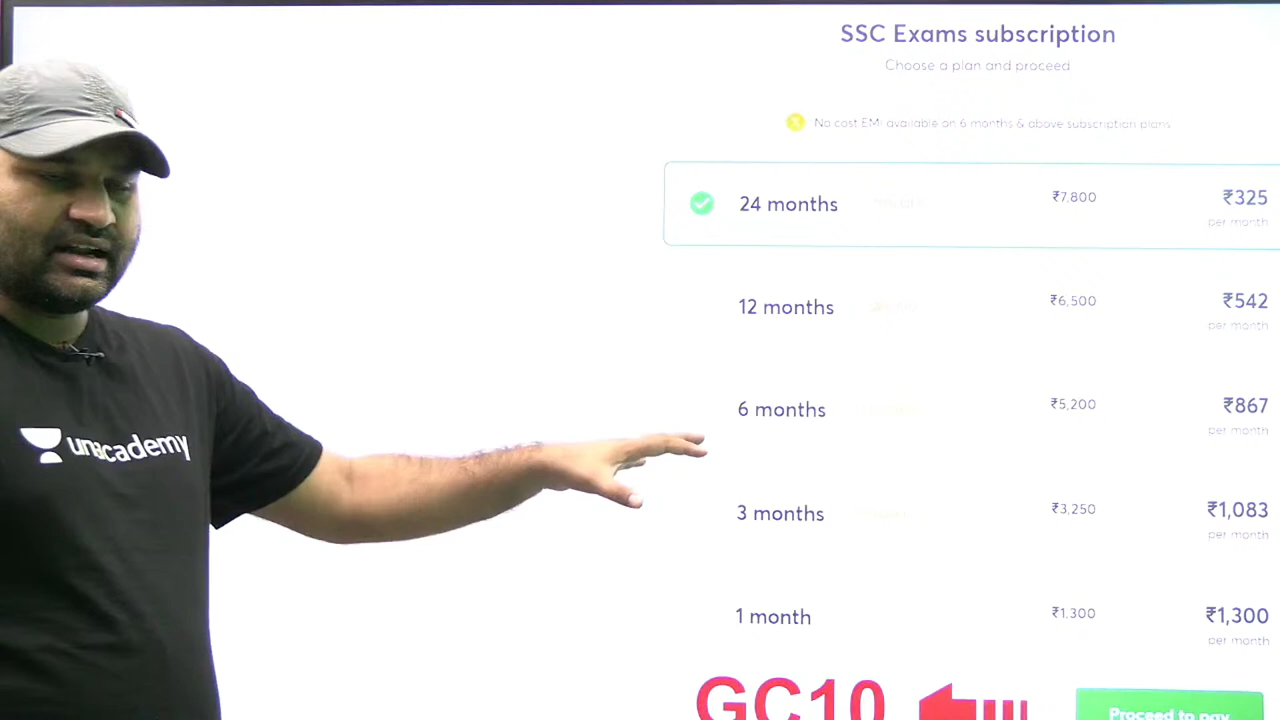 SSC Exams subscription
Choose a plan and proceed
No cost EMI available on 6 months & above subscription plans
24 months ₹7,800 ₹325
per month
12 months ₹6,500 ₹542
per month
6 months ₹5,200 ₹867
per month
3 months ₹3,250 ₹1,083
per month
1 month ₹1,300 ₹1,300
per month
unacademy
GC10
Proceed to pay